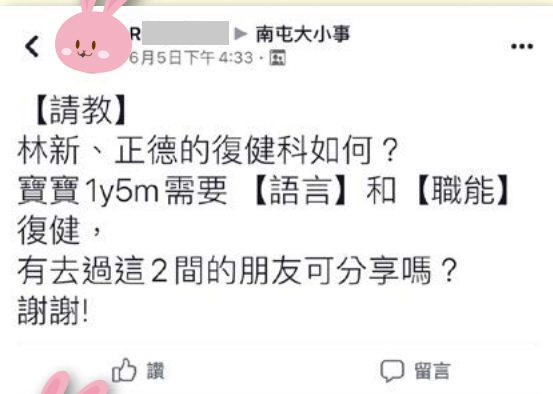 R ▶ 南屯大小事
6月5日下午4:33 ·
【請教】
林新、正德的復健科如何？
寶寶1y5m需要 【語言】和【職能】
復健，
有去過這2間的朋友可分享嗎？
謝謝!
讚 留言